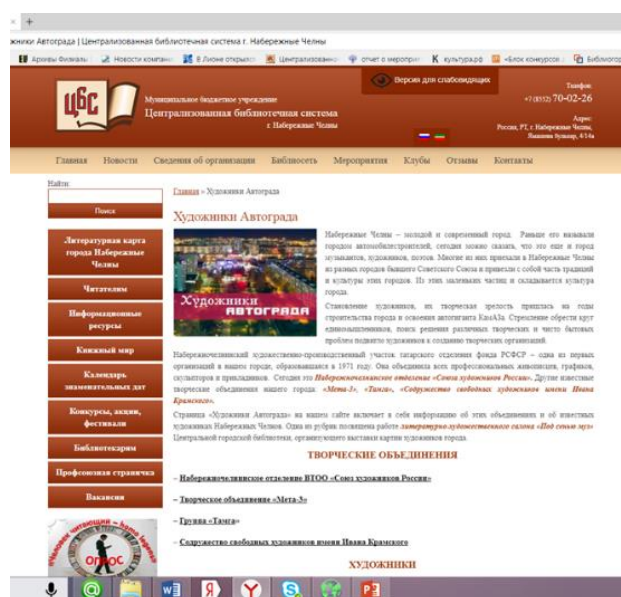 жники Автограда | Централизованная библиотечная система г. Набережные Челны
Архивы Филиалы
Новости компани
В Лионе открылс
Централизованно
отчет о мероприя
культура.рф
«Блок конкурсов
Библиогор
Версия для слабовидящих
Телефон:
+7 (8552) 70-02-26
Адрес:
Россия, РТ, г. Набережные Челны,
4/14а
ЦБС
Муниципальное бюджетное учреждение
Централизованная библиотечная система
г. Набережные Челны
Главная Новости Сведения об организации Библиосеть Мероприятия Клубы Отзывы Контакты
Найти:
Поиск
Литературная карта
города Набережные
Челны
Читателям
Информационные
ресурсы
Книжный мир
Календарь
знаменательных дат
Конкурсы, акции,
фестивали
Библиотекарям
Профсоюзная страничка
Вакансии
«Человек читающий – homo legens»
ОПРОС
Главная » Художники Автограда
Художники Автограда
Художники
АВТОГРАДА
Набережные Челны – молодой и современный город. Раньше его называли
городом автомобилестроителей, сегодня можно сказать, что это еще и город
музыкантов, художников, поэтов. Многие из них приехали в Набережные Челны
из разных городов бывшего Советского Союза и привезли с собой часть традиций
и культуры этих городов. Из этих маленьких частиц и складывается культура
города.
Становление художников, их творческая зрелость пришлась на годы
строительства города и освоения автогиганта КамАЗа. Стремление обрести круг
единомышленников, поиск решения различных творческих и чисто бытовых
проблем подвигло художников к созданию творческих организаций.
Набережночелнинский художественно-производственный участок татарского отделения фонда РСФСР – одна из первых
организаций в нашем городе, образовавшаяся в 1971 году. Она объединила всех профессиональных живописцев, графиков,
скульпторов и прикладников. Сегодня это Набережночелнинское отделение «Союза художников России». Другие известные
творческие объединения нашего города: «Мета-3», «Тамга», «Содружество свободных художников имени Ивана
Крамского».
Страница «Художники Автограда» на нашем сайте включает в себя информацию об этих объединениях и об известных
художниках Набережных Челнов. Одна из рубрик посвящена работе литературно-художественного салона «Под сенью муз»
Центральной городской библиотеки, организующего выставки картин художников города.
ТВОРЧЕСКИЕ ОБЪЕДИНЕНИЯ
– Набережночелнинское отделение ВТОО «Союз художников России»
– Творческое объединение «Мета-3»
– Группа «Тамга»
– Содружество свободных художников имени Ивана Крамского
ХУДОЖНИКИ